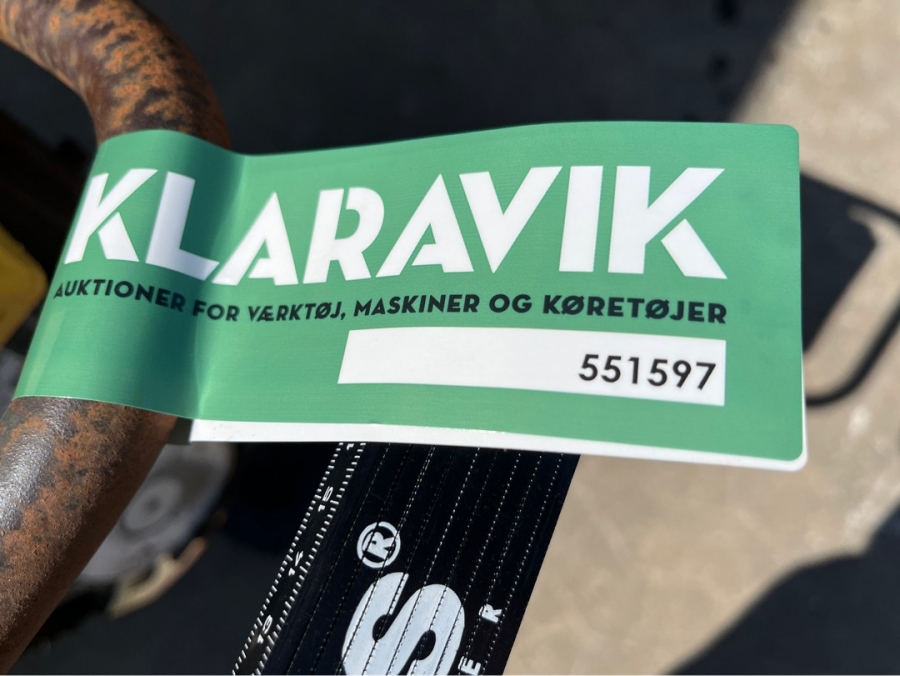 KLARAVIK
AUKTIONER FOR VÆRKTØJ, MASKINER OG KØRETØJER
551597
®
S
E R